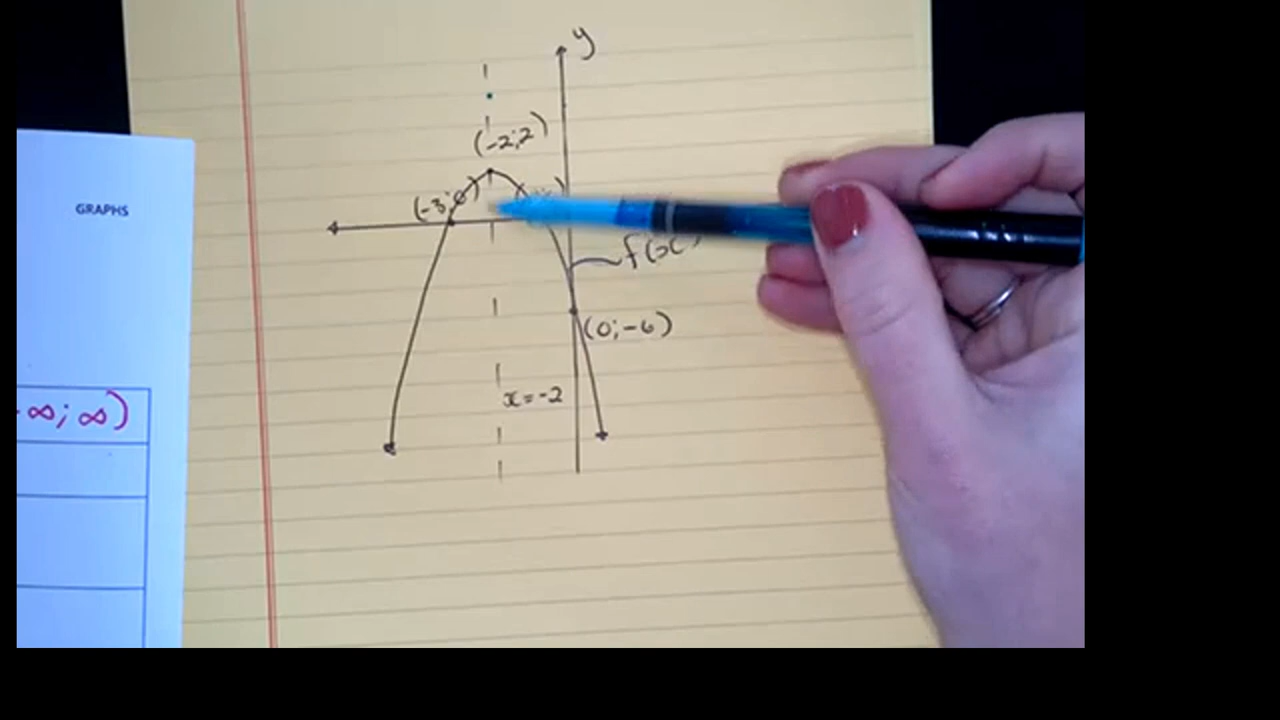 y
(-2;2)
(-3;0)
GRAPHS
f(x)
(0;-6)
x=-2
-∞;∞)